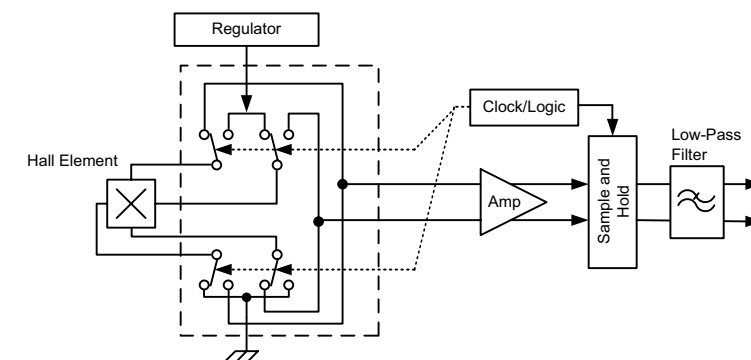 Regulator
Clock/Logic
Low-Pass
Filter
Hall Element
Amp
Sample and
Hold